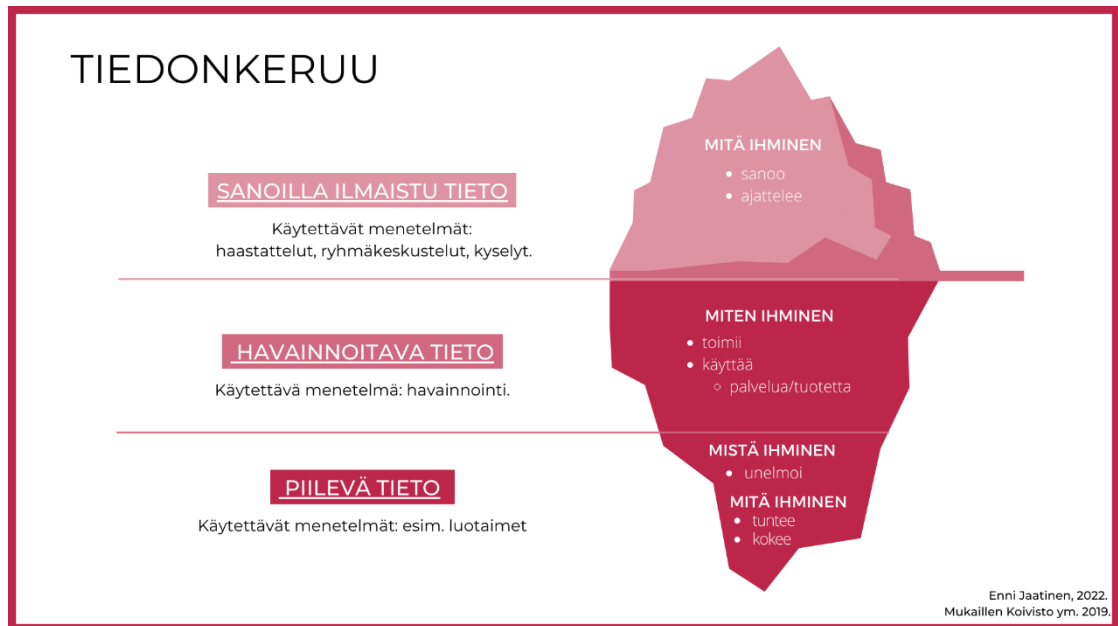 TIEDONKERUU
SANOILLA ILMAISTU TIETO
Käytettävät menetelmät:
haastattelut, ryhmäkeskustelut, kyselyt.
MITÄ IHMINEN
• sanoo
• ajattelee
HAVAINNOITAVA TIETO
Käytettävä menetelmä: havainnointi.
MITEN IHMINEN
• toimii
• käyttää
○ palvelua/tuotetta
PIILEVÄ TIETO
Käytettävät menetelmät: esim. luotaimet
MISTÄ IHMINEN
• unelmoi
MITÄ IHMINEN
• tuntee
• kokee
Enni Jaatinen, 2022.
Mukaillen Koivisto ym. 2019.